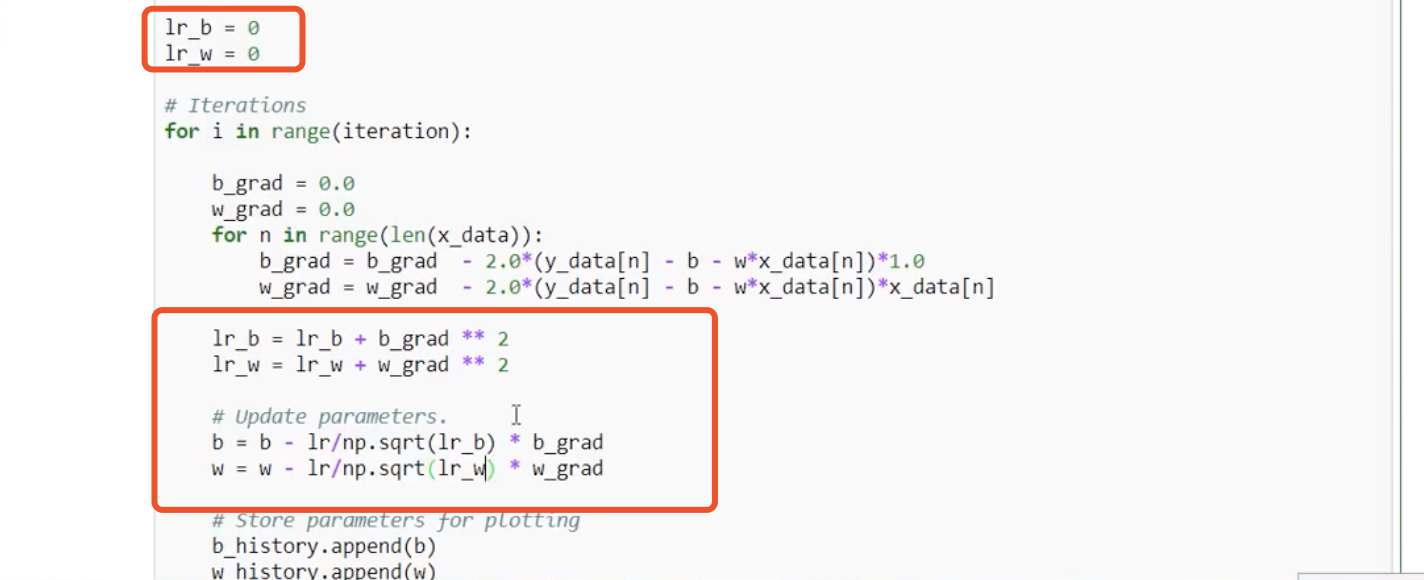 lr_b = 0
lr_w = 0
# Iterations
for i in range(iteration):
b_grad = 0.0
w_grad = 0.0
for n in range(len(x_data)):
b_grad = b_grad  - 2.0*(y_data[n] - b - w*x_data[n])*1.0
w_grad = w_grad  - 2.0*(y_data[n] - b - w*x_data[n])*x_data[n]
lr_b = lr_b + b_grad ** 2
lr_w = lr_w + w_grad ** 2
# Update parameters.
b = b - lr/np.sqrt(lr_b) * b_grad
w = w - lr/np.sqrt(lr_w) * w_grad
# Store parameters for plotting
b_history.append(b)
w_history.append(w)